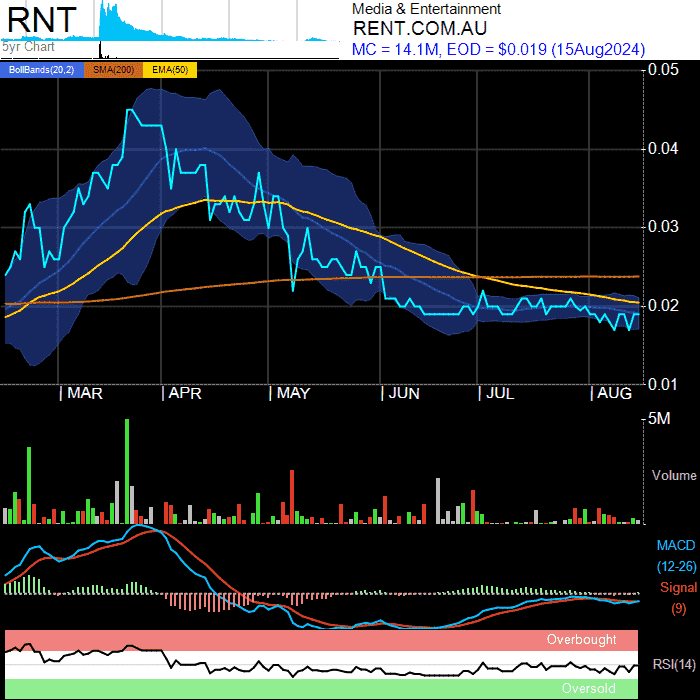 RNT
5yr Chart
Media & Entertainment
RENT.COM.AU
MC = 14.1M, EOD = $0.019 (15Aug2024)
BollBands(20,2) SMA(200) EMA(50)
0.05
0.04
0.03
0.02
0.01
MAR APR MAY JUN JUL AUG
5M
Volume
MACD
(12-26)
Signal
(9)
Overbought
RSI(14)
Oversold